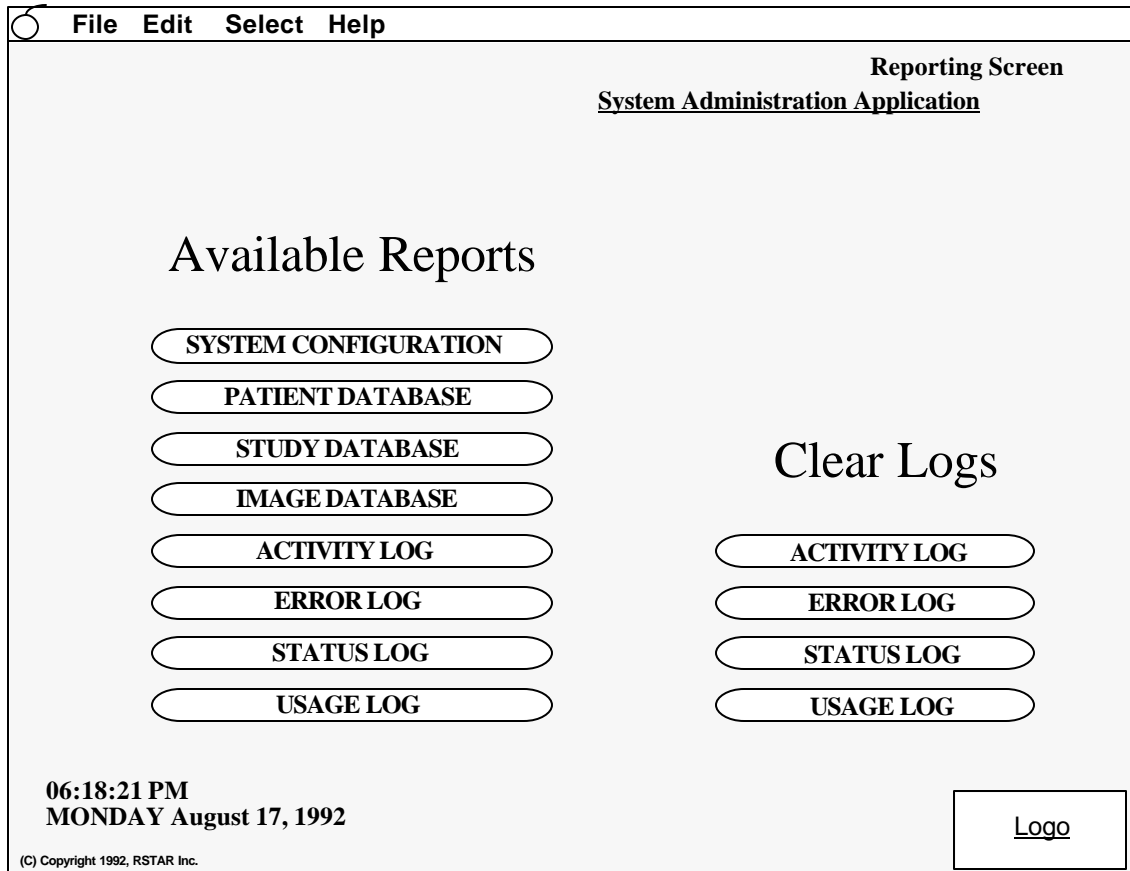 File Edit Select Help
Reporting Screen
System Administration Application
Available Reports
SYSTEM CONFIGURATION
PATIENT DATABASE
STUDY DATABASE
IMAGE DATABASE
ACTIVITY LOG
ERROR LOG
STATUS LOG
USAGE LOG
Clear Logs
ACTIVITY LOG
ERROR LOG
STATUS LOG
USAGE LOG
06:18:21 PM
MONDAY August 17, 1992
(C) Copyright 1992, RSTAR Inc.
Logo